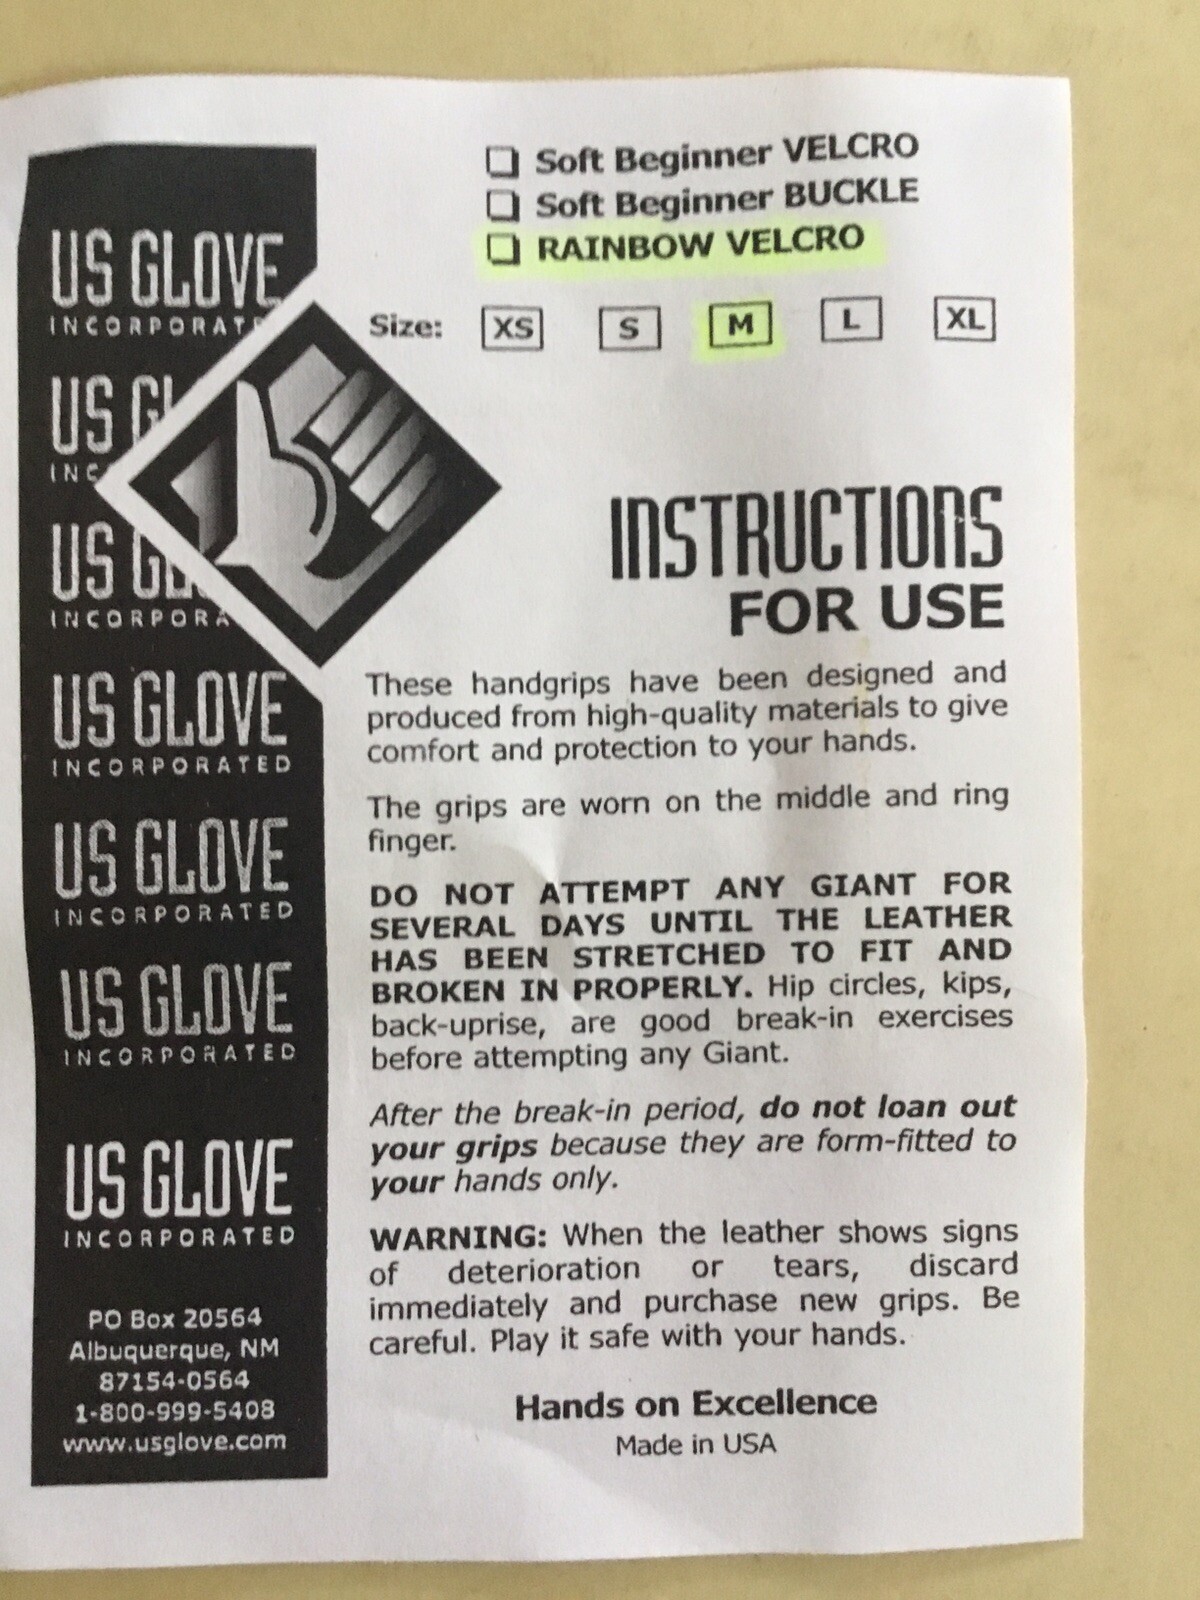 Soft Beginner VELCRO
Soft Beginner BUCKLE
RAINBOW VELCRO
Size: XS S M L XL
US GLOVE
INCORPORAT
US GL
INC
US GL
INCORPORA
US GLOVE
INCORPORATED
US GLOVE
INCORPORATED
US GLOVE
INCORPORATED
US GLOVE
INCORPORATED
PO Box 20564
Albuquerque, NM
87154-0564
1-800-999-5408
www.usglove.com
INSTRUCTIONS
FOR USE
These handgrips have been designed and
produced from high-quality materials to give
comfort and protection to your hands.
The grips are worn on the middle and ring
finger.
DO NOT ATTEMPT ANY GIANT FOR
SEVERAL DAYS UNTIL THE LEATHER
HAS BEEN STRETCHED TO FIT AND
BROKEN IN PROPERLY. Hip circles, kips,
back-uprise, are good break-in exercises
before attempting any Giant.
After the break-in period, do not loan out
your grips because they are form-fitted to
your hands only.
WARNING: When the leather shows signs
of deterioration or tears, discard
immediately and purchase new grips. Be
careful. Play it safe with your hands.
Hands on Excellence
Made in USA